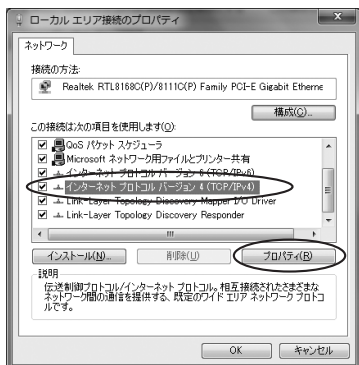 ローカル エリア接続のプロパティ
ネットワーク
接続の方法:
Realtek RTL8168C(P)/8111C(P) Family PCI-E Gigabit Etherne
構成(C)...
この接続は次の項目を使用します(O):
QoS パケット スケジューラ
Microsoft ネットワーク用ファイルとプリンター共有
インターネット プロトコル バージョン 6 (TCP/IPv6)
インターネット プロトコル バージョン 4 (TCP/IPv4)
Link-Layer Topology Discovery Mapper I/O Driver
Link-Layer Topology Discovery Responder
インストール(N)...
削除(U)
プロパティ(R)
説明
伝送制御プロトコル/インターネット プロトコル。相互接続されたさまざまな
ネットワーク間の通信を提供する、既定のワイド エリア ネットワーク プロトコ
ルです。
OK
キャンセル